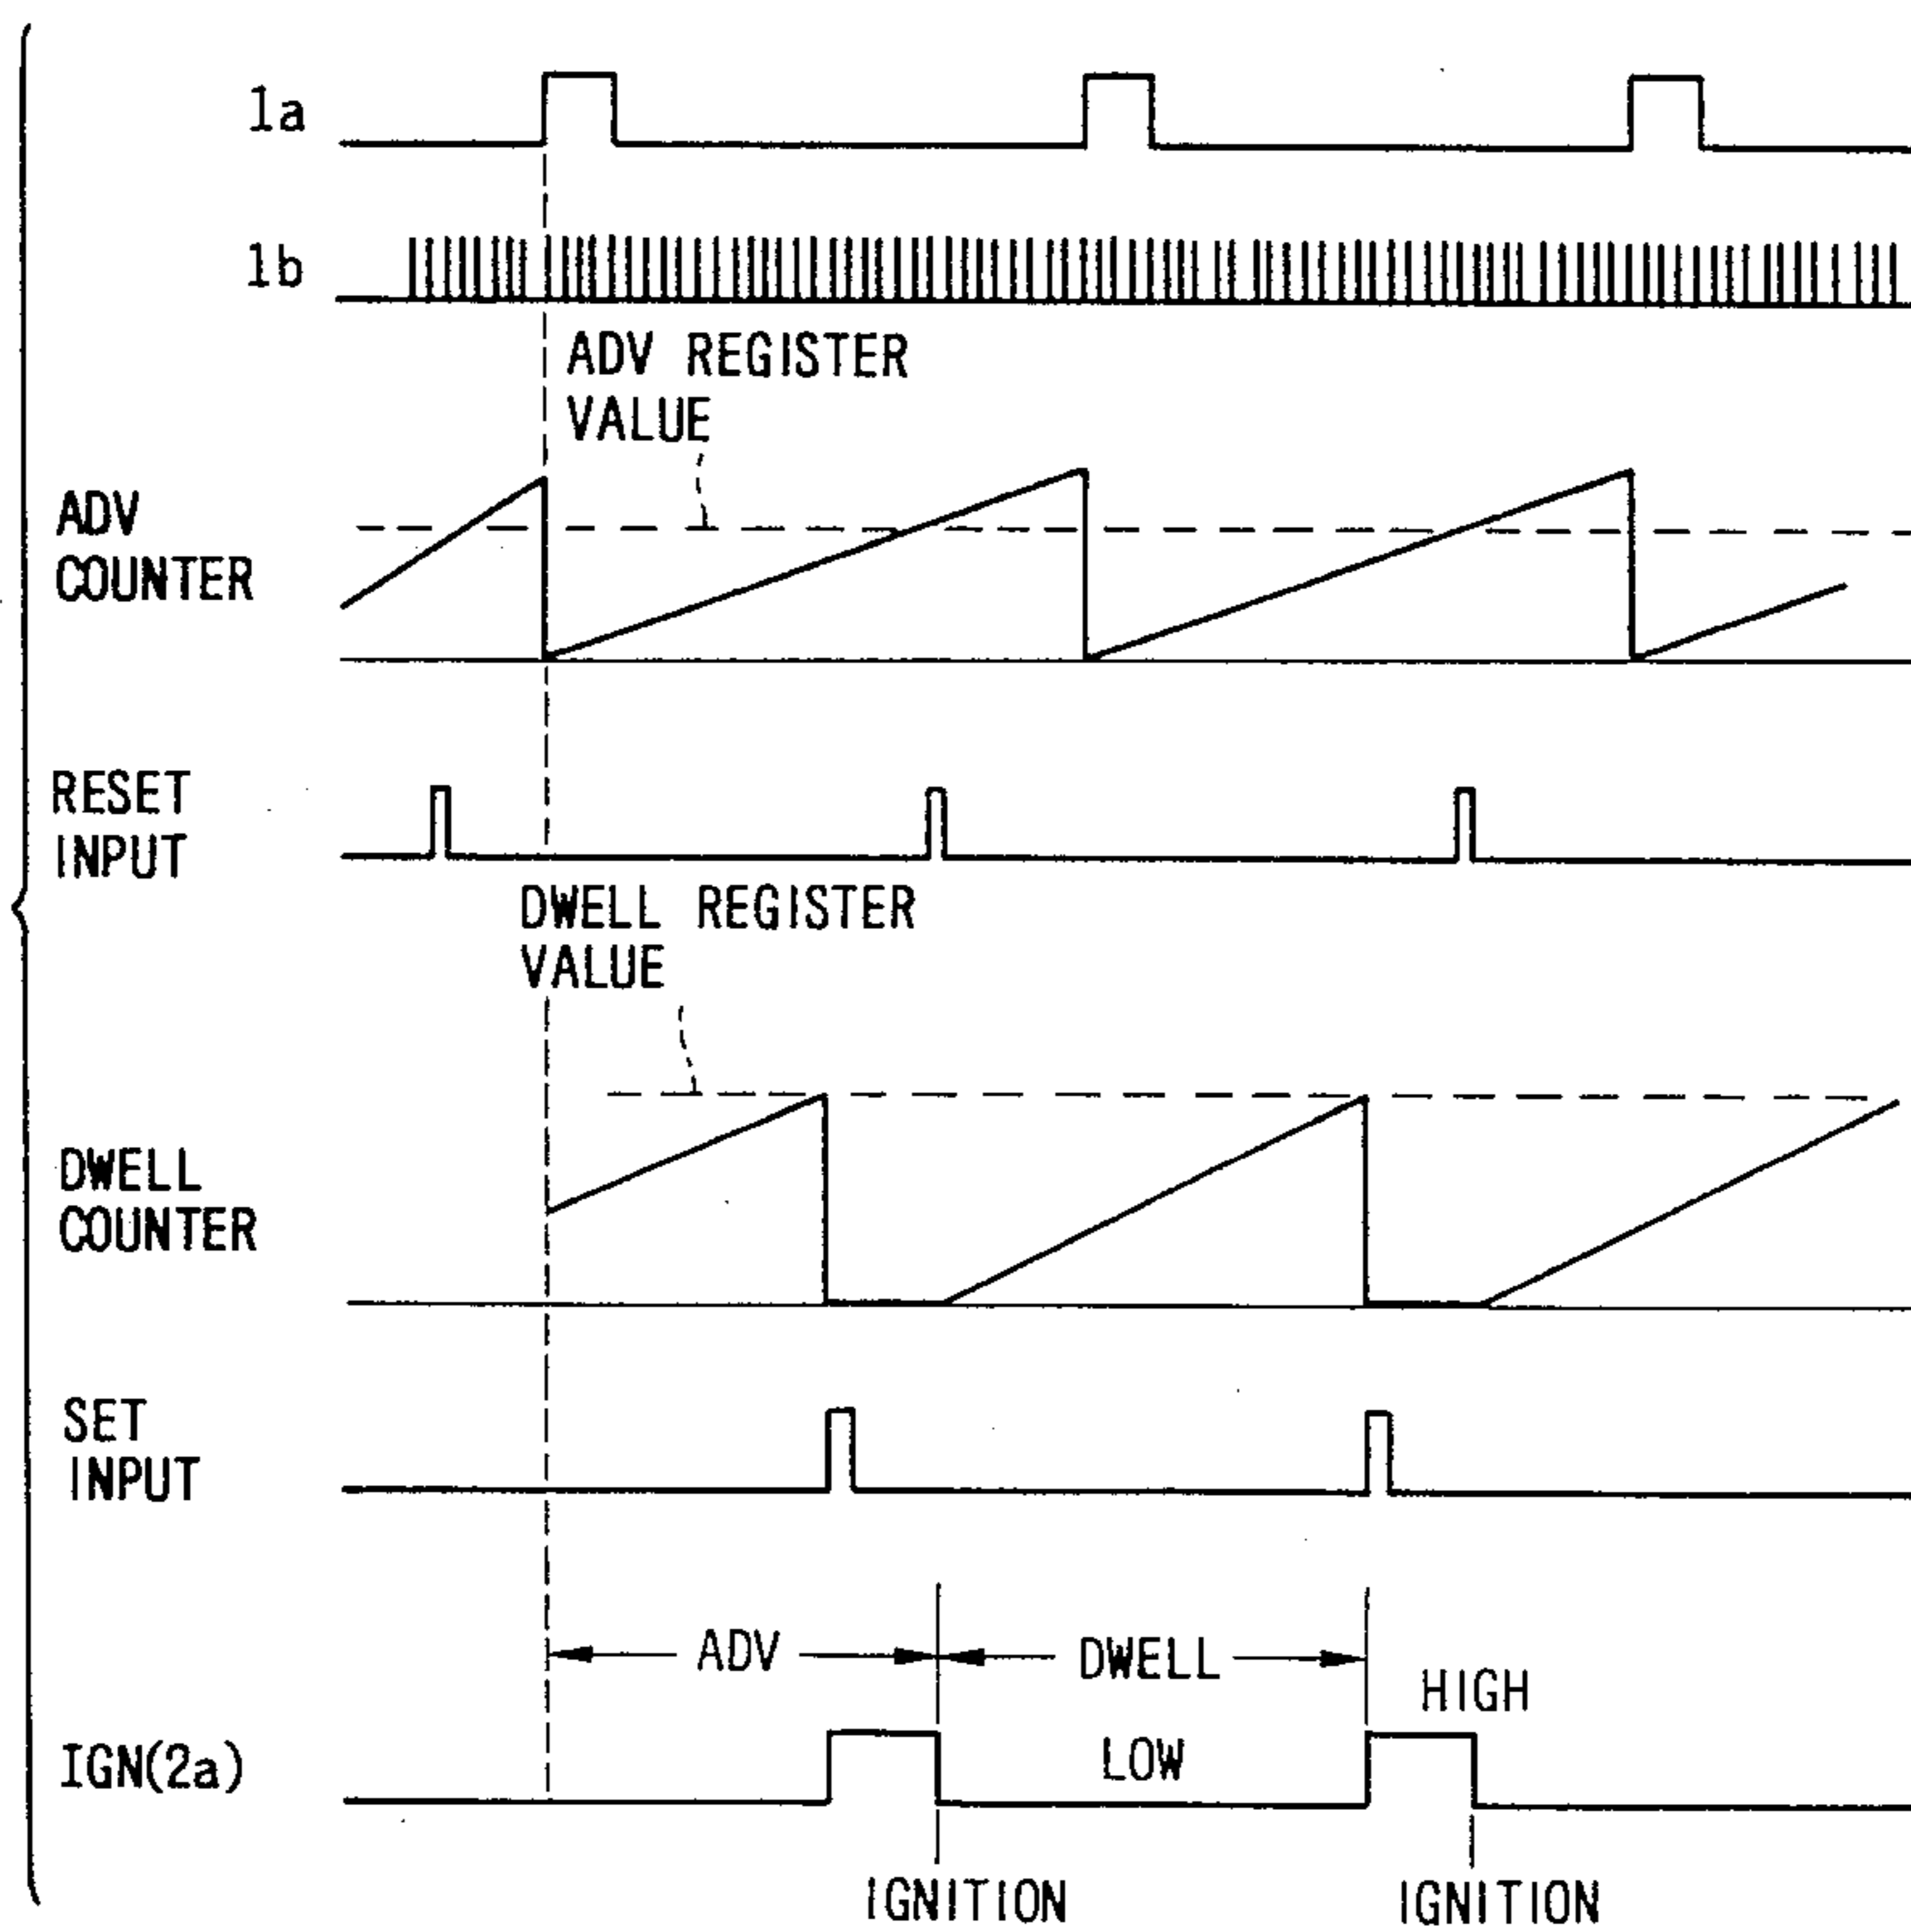 1a
1b
ADV REGISTER
VALUE
ADV
COUNTER
RESET
INPUT
DWELL REGISTER
VALUE
DWELL
COUNTER
SET
INPUT
ADV
DWELL
HIGH
IGN(2a)
LOW
IGNITION
IGNITION